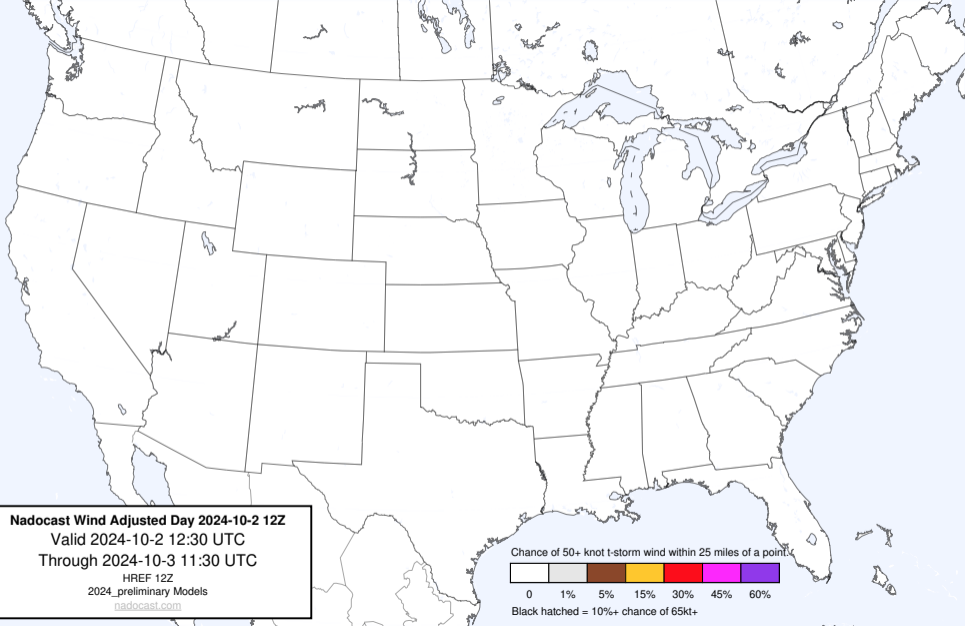 Nadocast Wind Adjusted Day 2024-10-2 12Z
Valid 2024-10-2 12:30 UTC
Through 2024-10-3 11:30 UTC
HREF 12Z
2024_preliminary Models
nadocast.com
Chance of 50+ knot t-storm wind within 25 miles of a point.
0 1% 5% 15% 30% 45% 60%
Black hatched = 10%+ chance of 65kt+